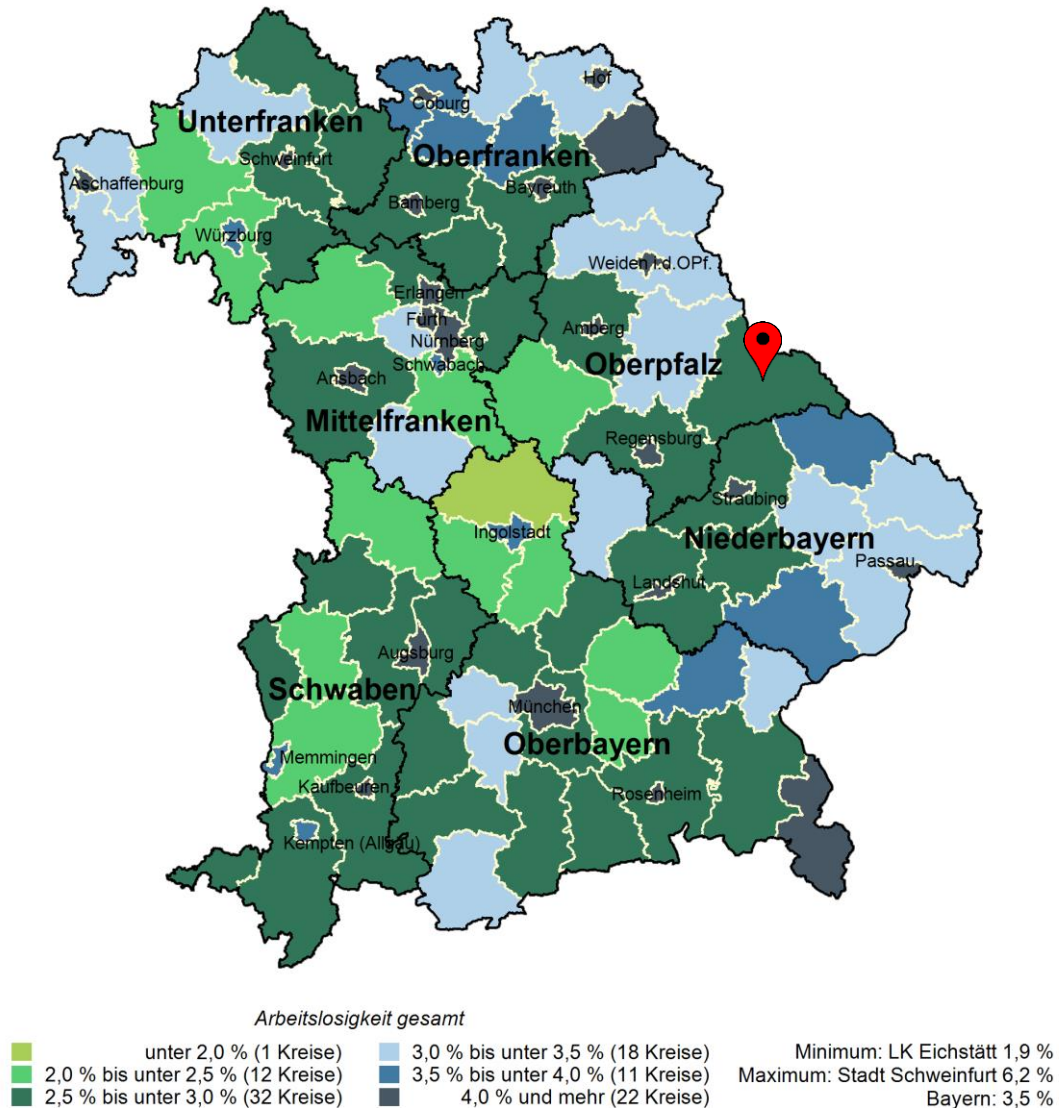 Hof
Coburg
Unterfranken
Oberfranken
Schweinfurt
Aschaffenburg
Bayreuth
Bamberg
Würzburg
Weiden i.d.OPf.
Erlangen
Fürth
Amberg
Nürnberg
Schwabach
Oberpfalz
Ansbach
Mittelfranken
Regensburg
Straubing
Ingolstadt
Niederbayern
Passau
Landshut
Augsburg
Schwaben
München
Oberbayern
Memmingen
Kaufbeuren
Rosenheim
Kempten (Allgäu)
Arbeitslosigkeit gesamt
unter 2,0 % (1 Kreise)
2,0 % bis unter 2,5 % (12 Kreise)
2,5 % bis unter 3,0 % (32 Kreise)
3,0 % bis unter 3,5 % (18 Kreise)
3,5 % bis unter 4,0 % (11 Kreise)
4,0 % und mehr (22 Kreise)
Minimum: LK Eichstätt 1,9 %
Maximum: Stadt Schweinfurt 6,2 %
Bayern: 3,5 %